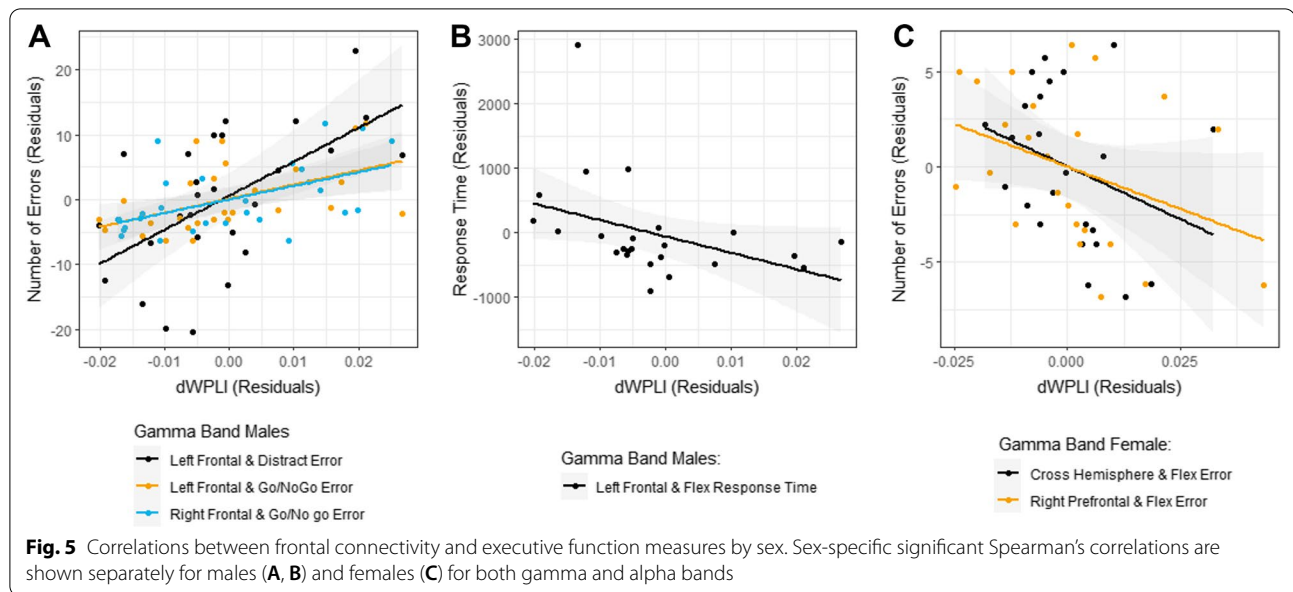 A
B
C
Number of Errors (Residuals)
20
10
0
-10
-20
-0.02
-0.01
0.00
0.01
0.02
dWPLI (Residuals)
Response Time (Residuals)
3000
2000
1000
0
-1000
-0.02
-0.01
0.00
0.01
0.02
dWPLI (Residuals)
Number of Errors (Residuals)
5
0
-5
-0.025
0.000
0.025
dWPLI (Residuals)
Gamma Band Males
Left Frontal & Distract Error
Left Frontal & Go/NoGo Error
Right Frontal & Go/No go Error
Gamma Band Males:
Left Frontal & Flex Response Time
Gamma Band Female:
Cross Hemisphere & Flex Error
Right Prefrontal & Flex Error
Fig. 5 Correlations between frontal connectivity and executive function measures by sex. Sex-specific significant Spearman's correlations are
shown separately for males (A, B) and females (C) for both gamma and alpha bands